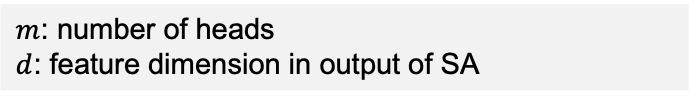 m: number of heads
d: feature dimension in output of SA